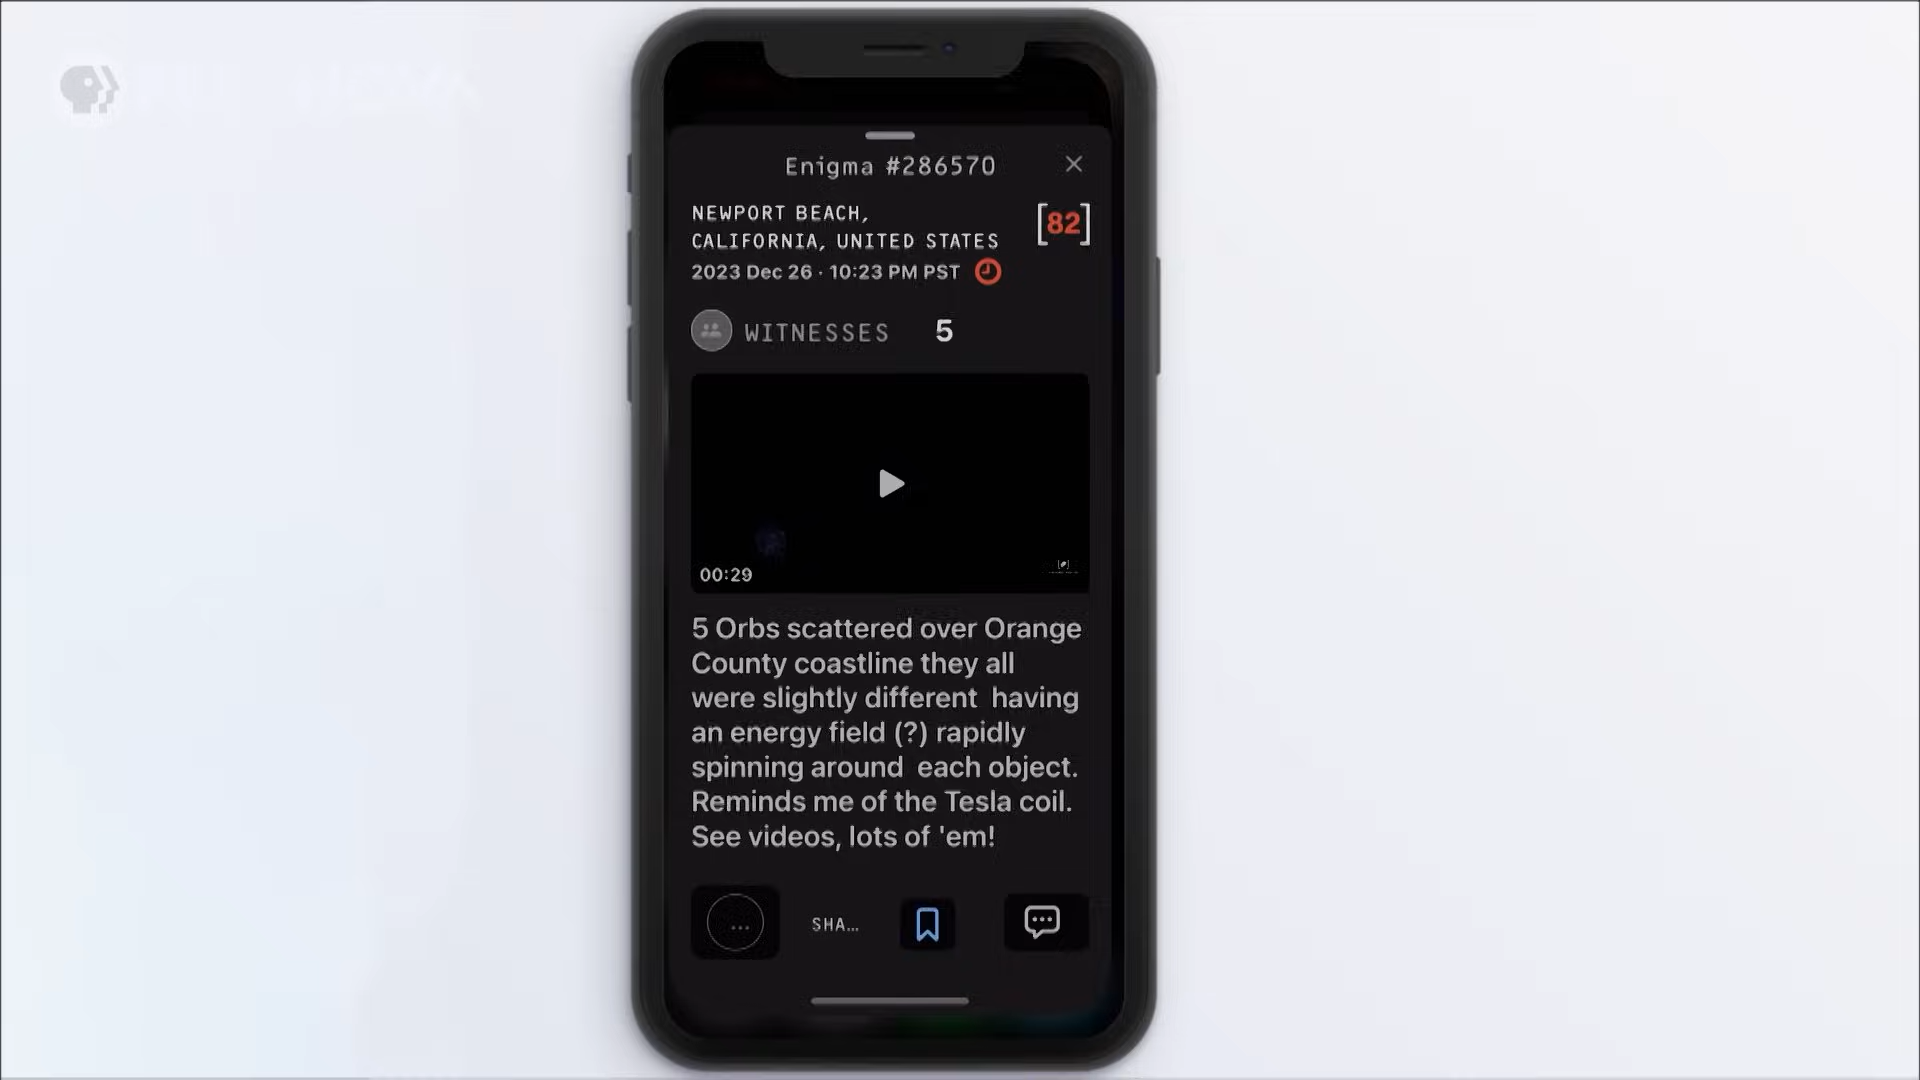 Enigma #286570
NEWPORT BEACH,
CALIFORNIA, UNITED STATES
[82]
2023 Dec 26 · 10:23 PM PST
WITNESSES 5
00:29
5 Orbs scattered over Orange
County coastline they all
were slightly different  having
an energy field (?) rapidly
spinning around  each object.
Reminds me of the Tesla coil.
See videos, lots of 'em!
SHA...